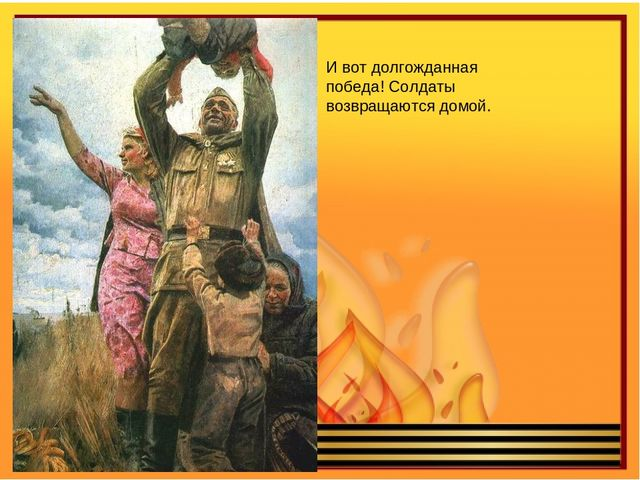 И вот долгожданная
победа! Солдаты
возвращаются домой.